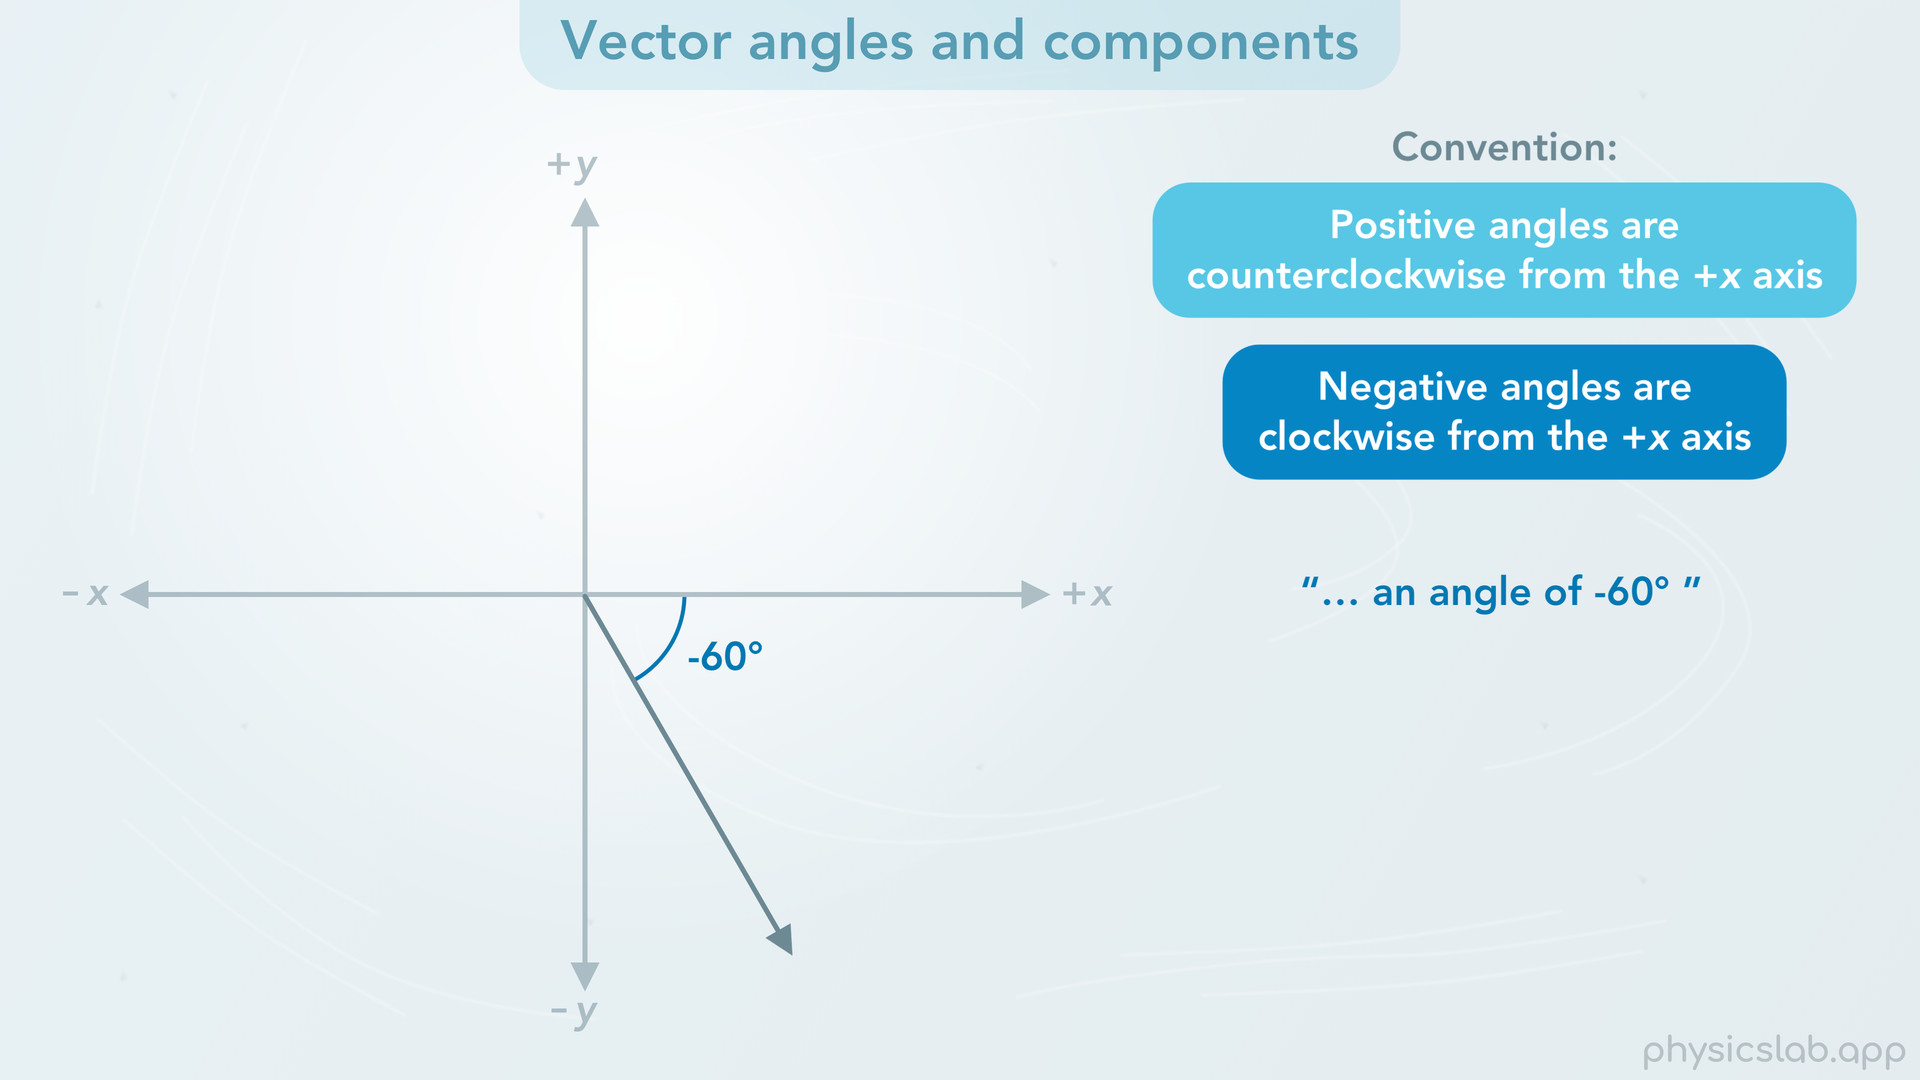 Vector angles and components
Convention:
Positive angles are
counterclockwise from the +x axis
Negative angles are
clockwise from the +x axis
“... an angle of -60° ”
+y
-x
+x
-60°
-y
physicslab.app